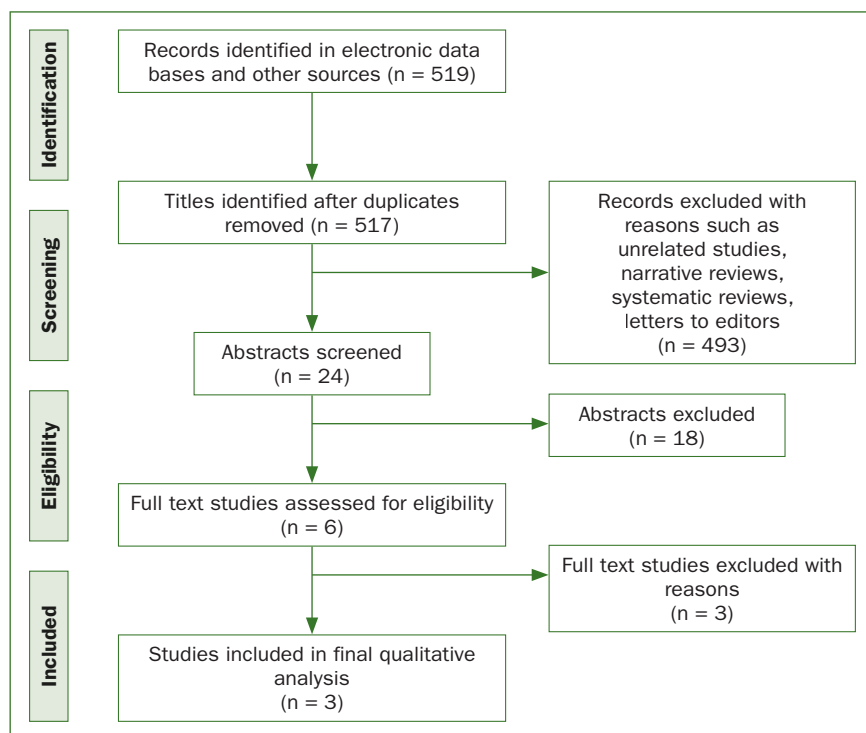 Identification
Records identified in electronic data
bases and other sources (n = 519)
Titles identified after duplicates
removed (n = 517)
Screening
Records excluded with
reasons such as
unrelated studies,
narrative reviews,
systematic reviews,
letters to editors
(n = 493)
Abstracts screened
(n = 24)
Eligibility
Abstracts excluded
(n = 18)
Full text studies assessed for eligibility
(n = 6)
Full text studies excluded with
reasons
(n = 3)
Included
Studies included in final qualitative
analysis
(n = 3)